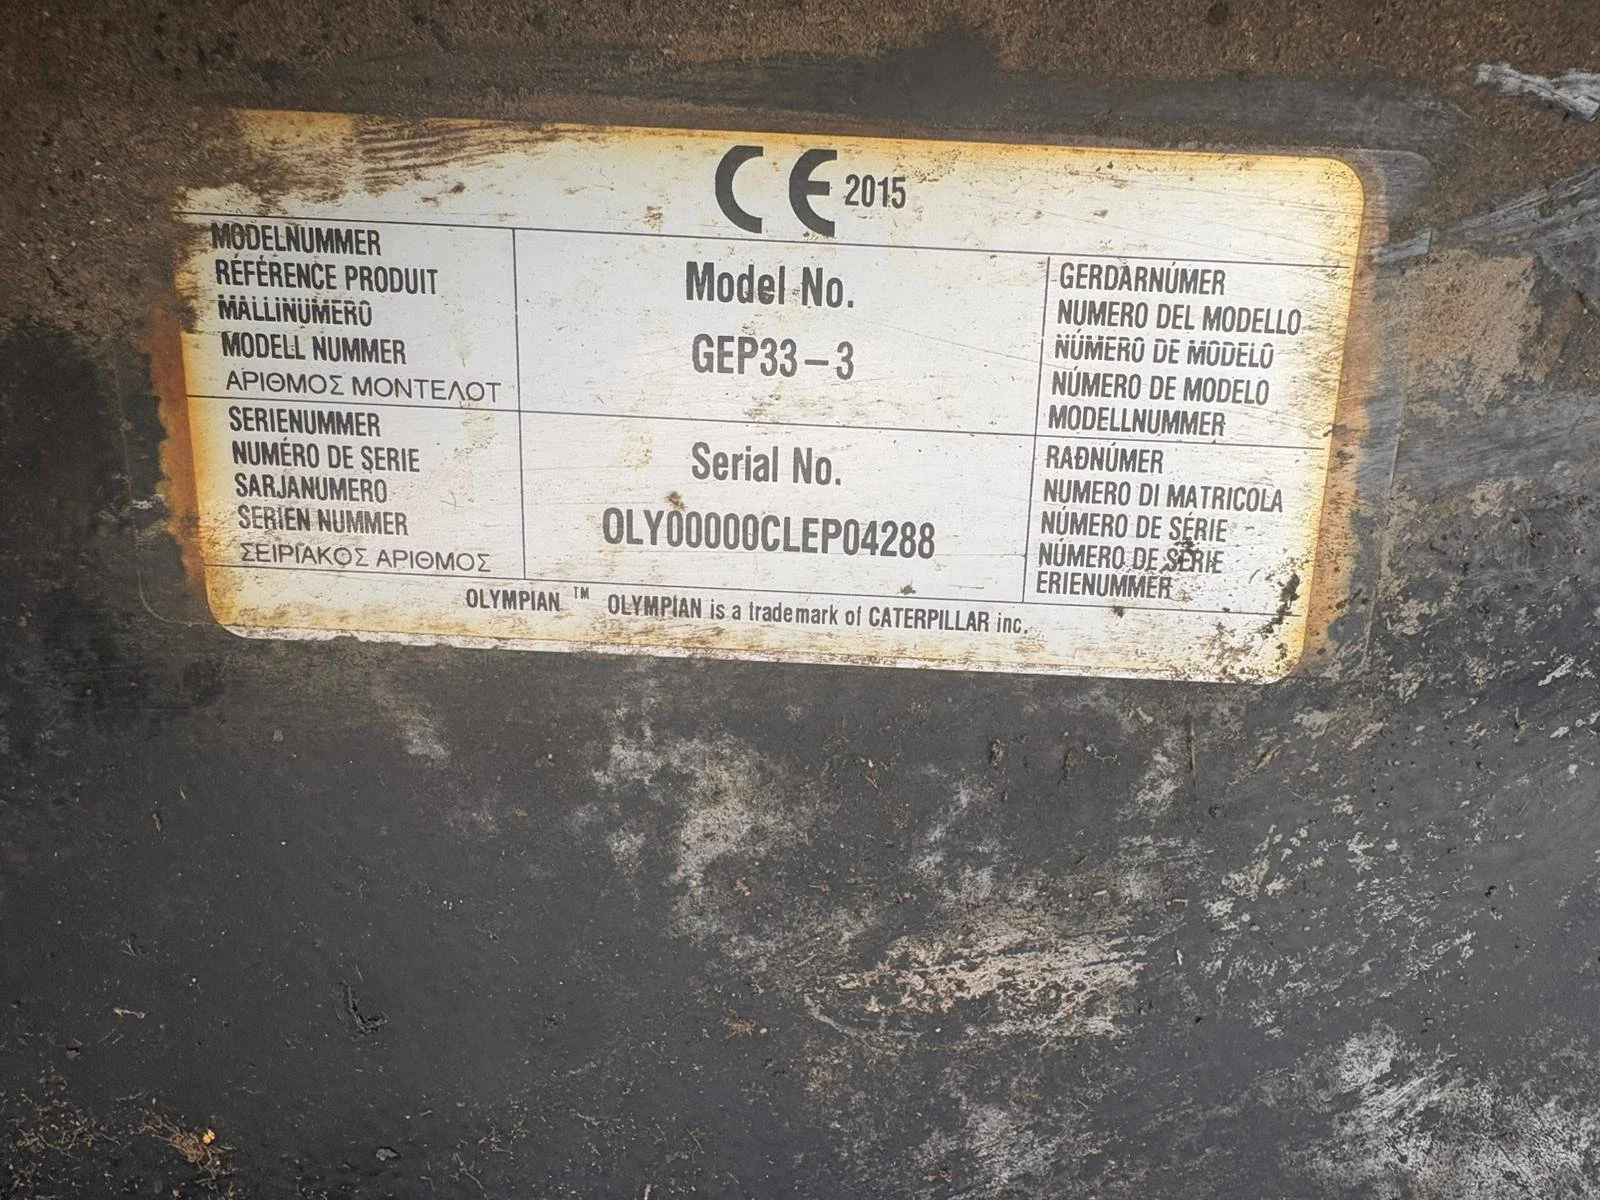 CE 2015
MODELNUMMER
RÉFÉRENCE PRODUIT
MALLINUMERO
MODELL NUMMER
ΑΡΙΘΜΟΣ ΜΟΝΤΕΛΟΤ
Model No.
GEP33-3
GERDARNÚMER
NUMERO DEL MODELLO
NÚMERO DE MODELO
NÚMERO DE MODELO
MODELLNUMMER
SERIENUMMER
NUMÉRO DE SERIE
SARJANUMERO
SERIEN NUMMER
ΣΕΙΡΙΑΚΟΣ ΑΡΙΘΜΟΣ
Serial No.
OLY00000CLEP04288
RAÐNÚMER
NUMERO DI MATRICOLA
NÚMERO DE SÉRIE
NÚMERO DE SÉRIE
ERIENUMMER
OLYMPIAN ™ OLYMPIAN is a trademark of CATERPILLAR inc.